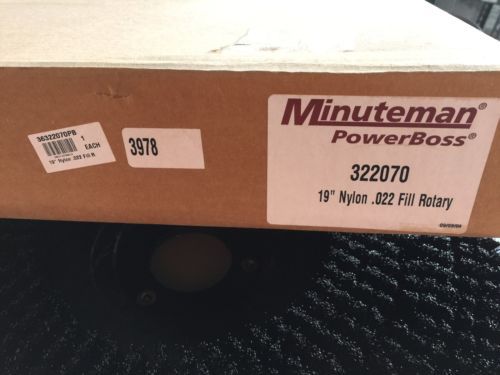 36322070PB
1
EACH
19" Nylon .022 Fill R
3978
Minuteman®
PowerBoss®
322070
19" Nylon .022 Fill Rotary